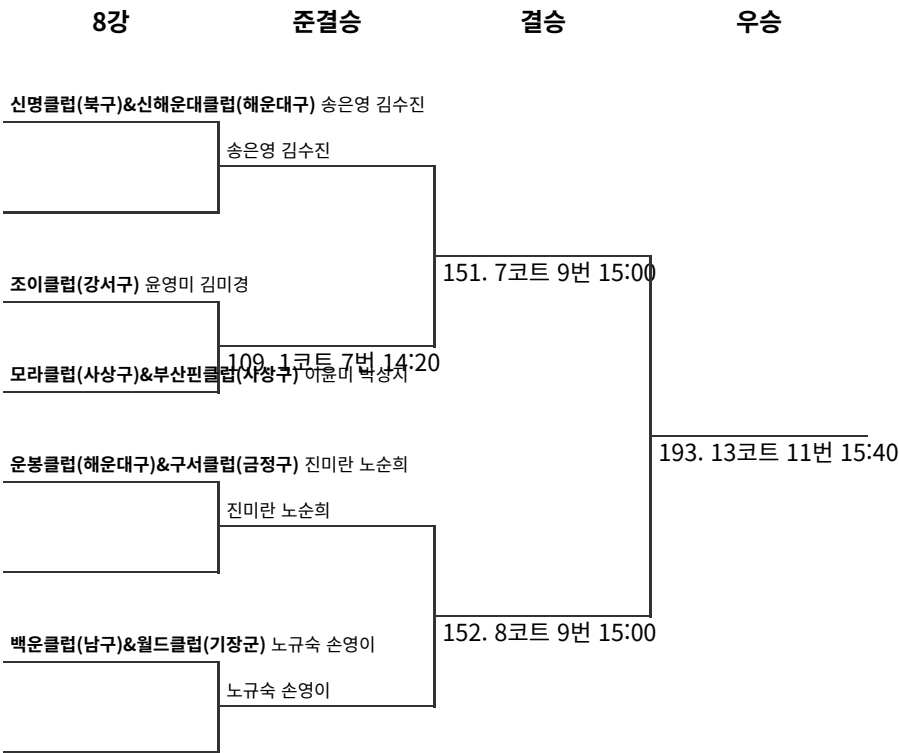 8강 준결승 결승 우승
신명클럽(북구)&신해운대클럽(해운대구) 송은영 김수진
송은영 김수진
151. 7코트 9번 15:00
조이클럽(강서구) 윤영미 김미경
109. 1코트 7번 14:20
모라클럽(사상구)&부산핀클럽(사상구) 이윤미
193. 13코트 11번 15:40
운봉클럽(해운대구)&구서클럽(금정구) 진미란 노순희
진미란 노순희
152. 8코트 9번 15:00
백운클럽(남구)&월드클럽(기장군) 노규숙 손영이
노규숙 손영이